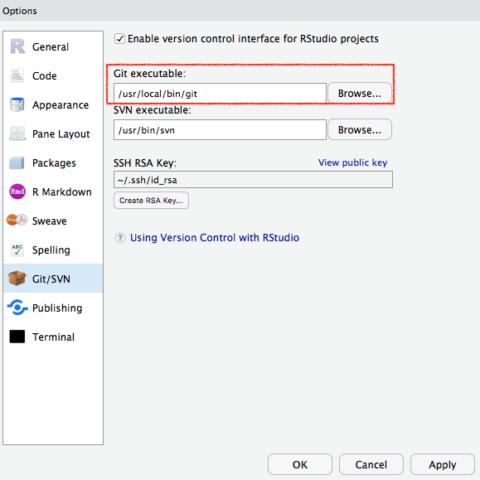 Options
R General
Code
Appearance
Pane Layout
Packages
Rmd R Markdown
Sweave
ABC Spelling
Git/SVN
Publishing
Terminal
Enable version control interface for RStudio projects
Git executable:
/usr/local/bin/git Browse...
SVN executable:
/usr/bin/svn Browse...
SSH RSA Key: View public key
~/.ssh/id_rsa
Create RSA Key...
? Using Version Control with RStudio
OK Cancel Apply